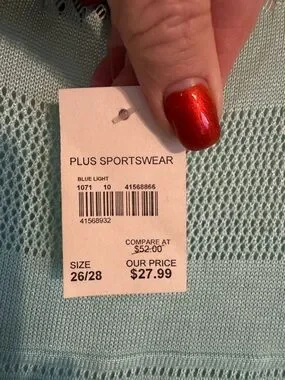 PLUS SPORTSWEAR
BLUE LIGHT
1071 10 41568866
41568932
COMPARE AT
$52.00
SIZE OUR PRICE
26/28 $27.99